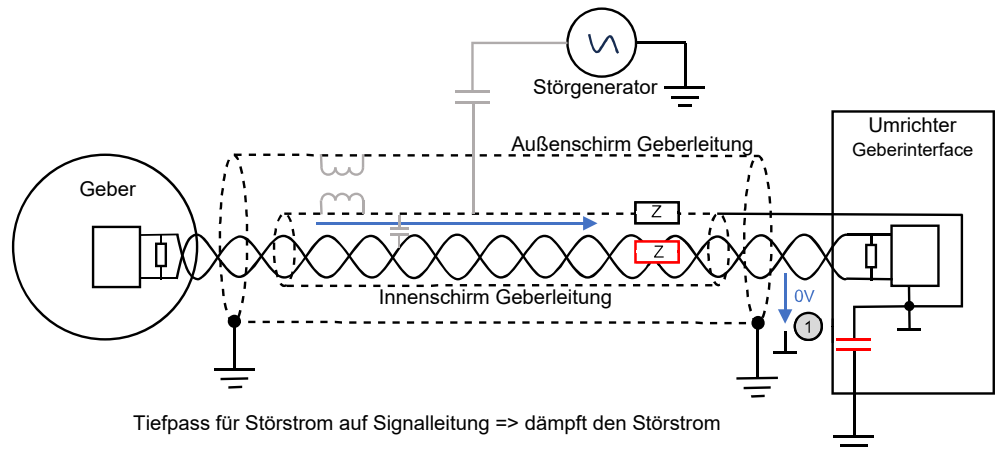 Störgenerator
Außenschirm Geberleitung
Umrichter
Geberinterface
Geber
Z
Z
Innenschirm Geberleitung
0V
1
Tiefpass für Störstrom auf Signalleitung => dämpft den Störstrom